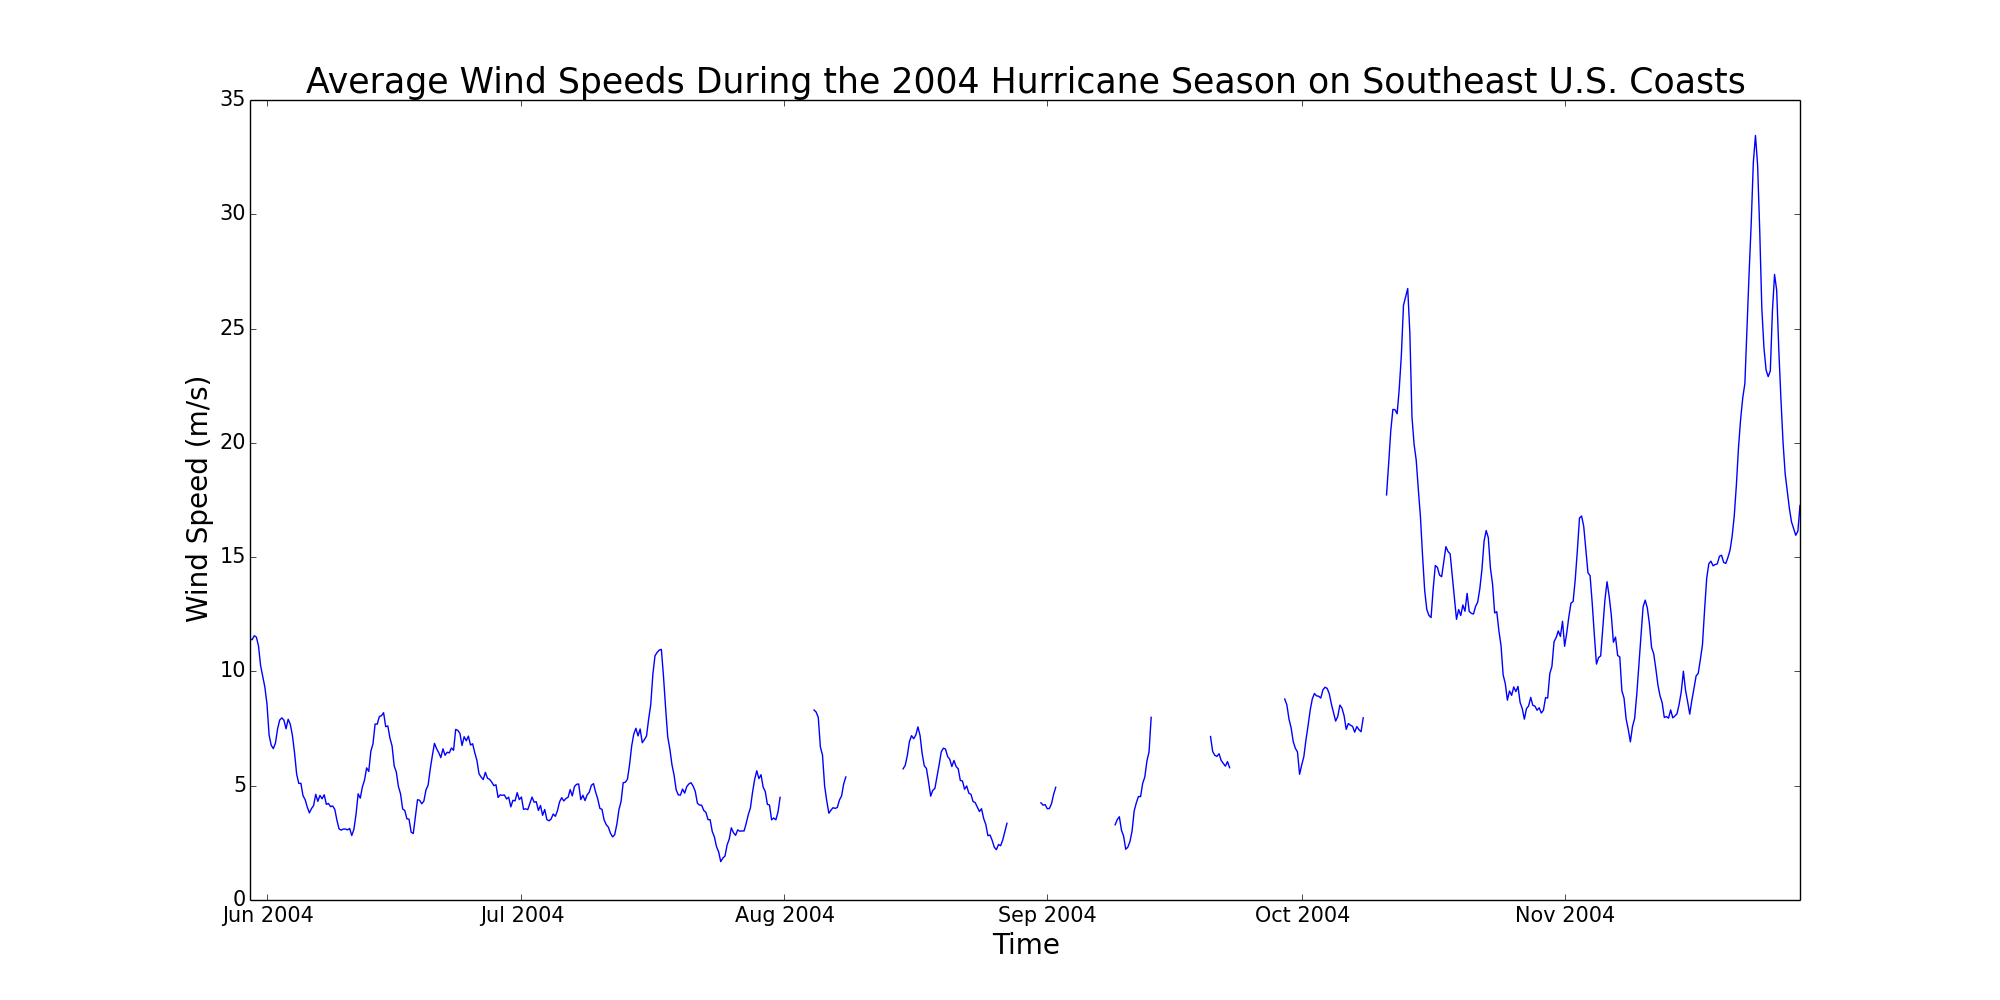 Average Wind Speeds During the 2004 Hurricane Season on Southeast U.S. Coasts
35
30
25
20
15
10
5
0
Wind Speed (m/s)
Jun 2004 Jul 2004 Aug 2004 Sep 2004 Oct 2004 Nov 2004
Time